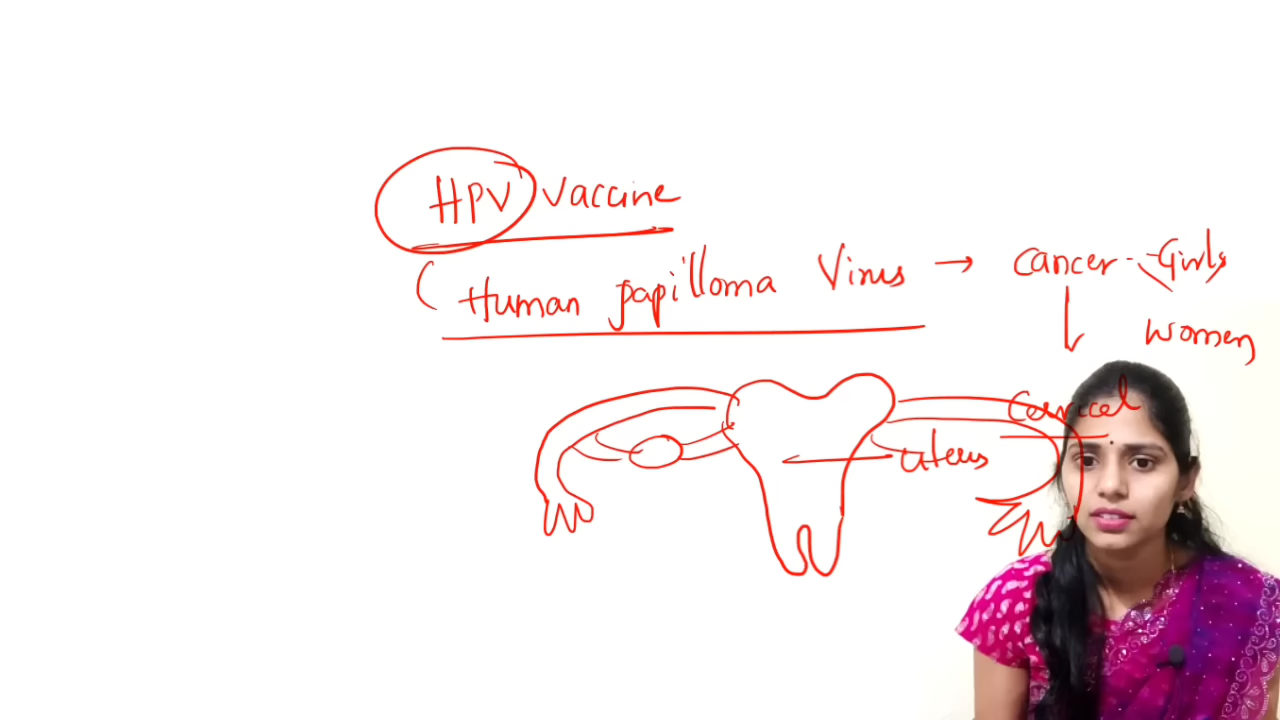 HPV Vaccine
( Human papilloma Virus → cancer - Girls
Women
Cervical
uterus